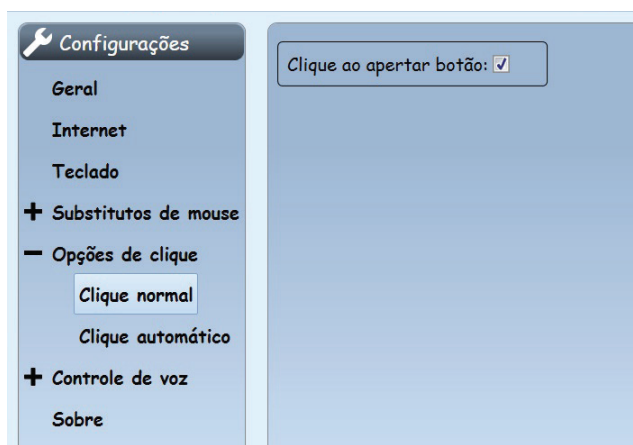 Configurações
Geral
Internet
Teclado
Substitutos de mouse
Opções de clique
Clique normal
Clique automático
Controle de voz
Sobre
Clique ao apertar botão: